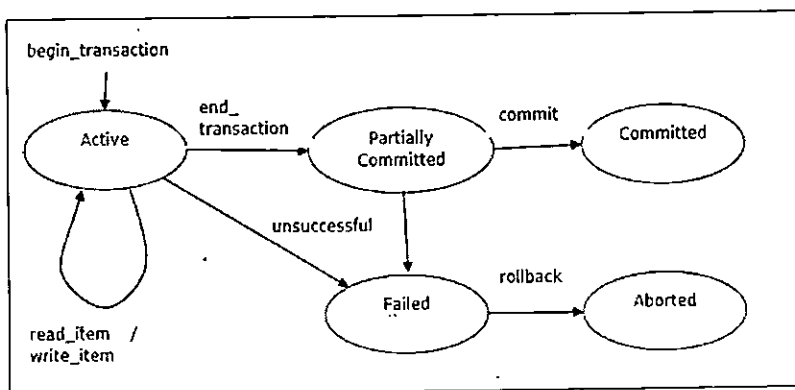 begin_transaction
end_
transaction
commit
Active
Partially
Committed
Committed
unsuccessful
rollback
Failed
Aborted
read_item /
write_item